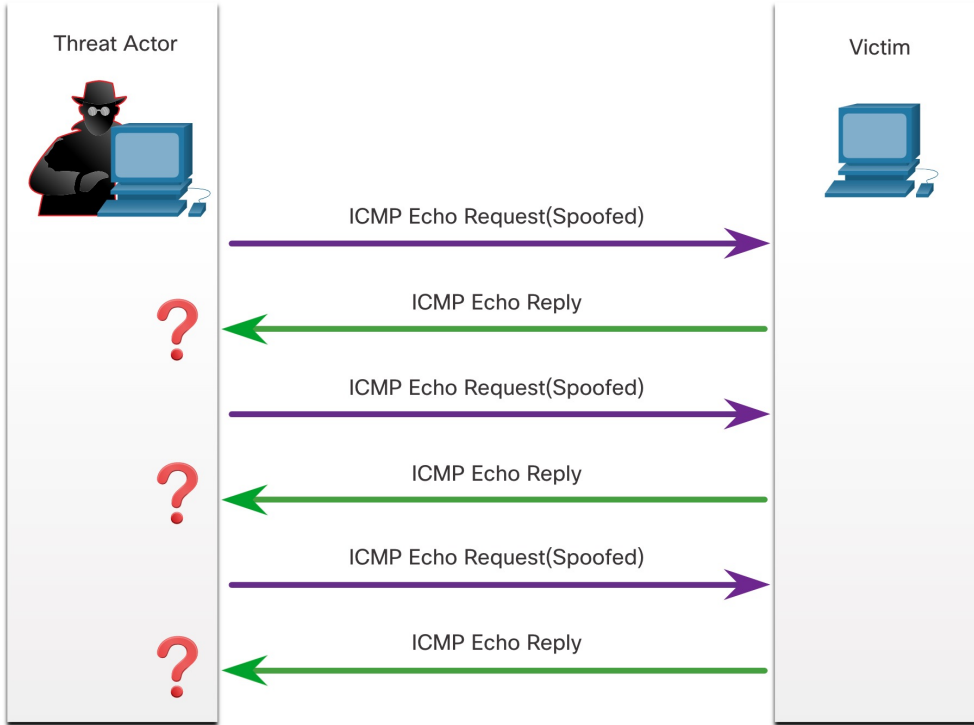 Threat Actor
Victim
ICMP Echo Request(Spoofed)
ICMP Echo Reply
?
ICMP Echo Request(Spoofed)
ICMP Echo Reply
?
ICMP Echo Request(Spoofed)
ICMP Echo Reply
?